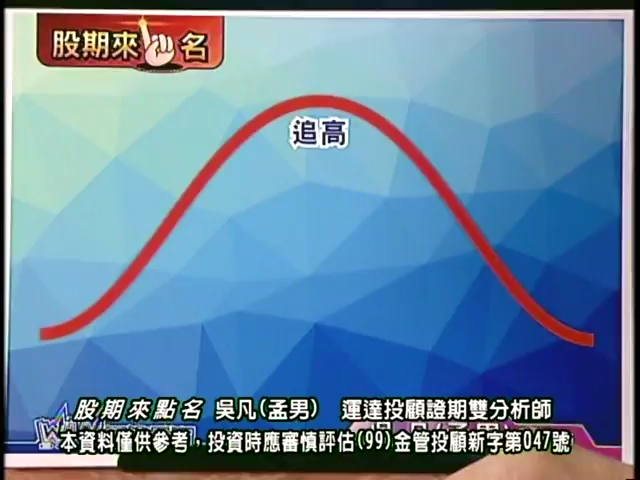 股期來名
追高
股期來點名 吳凡(孟男) 運達投顧證期雙分析師
本資料僅供參考，投資時應審慎評估(99)金管投顧新字第047號